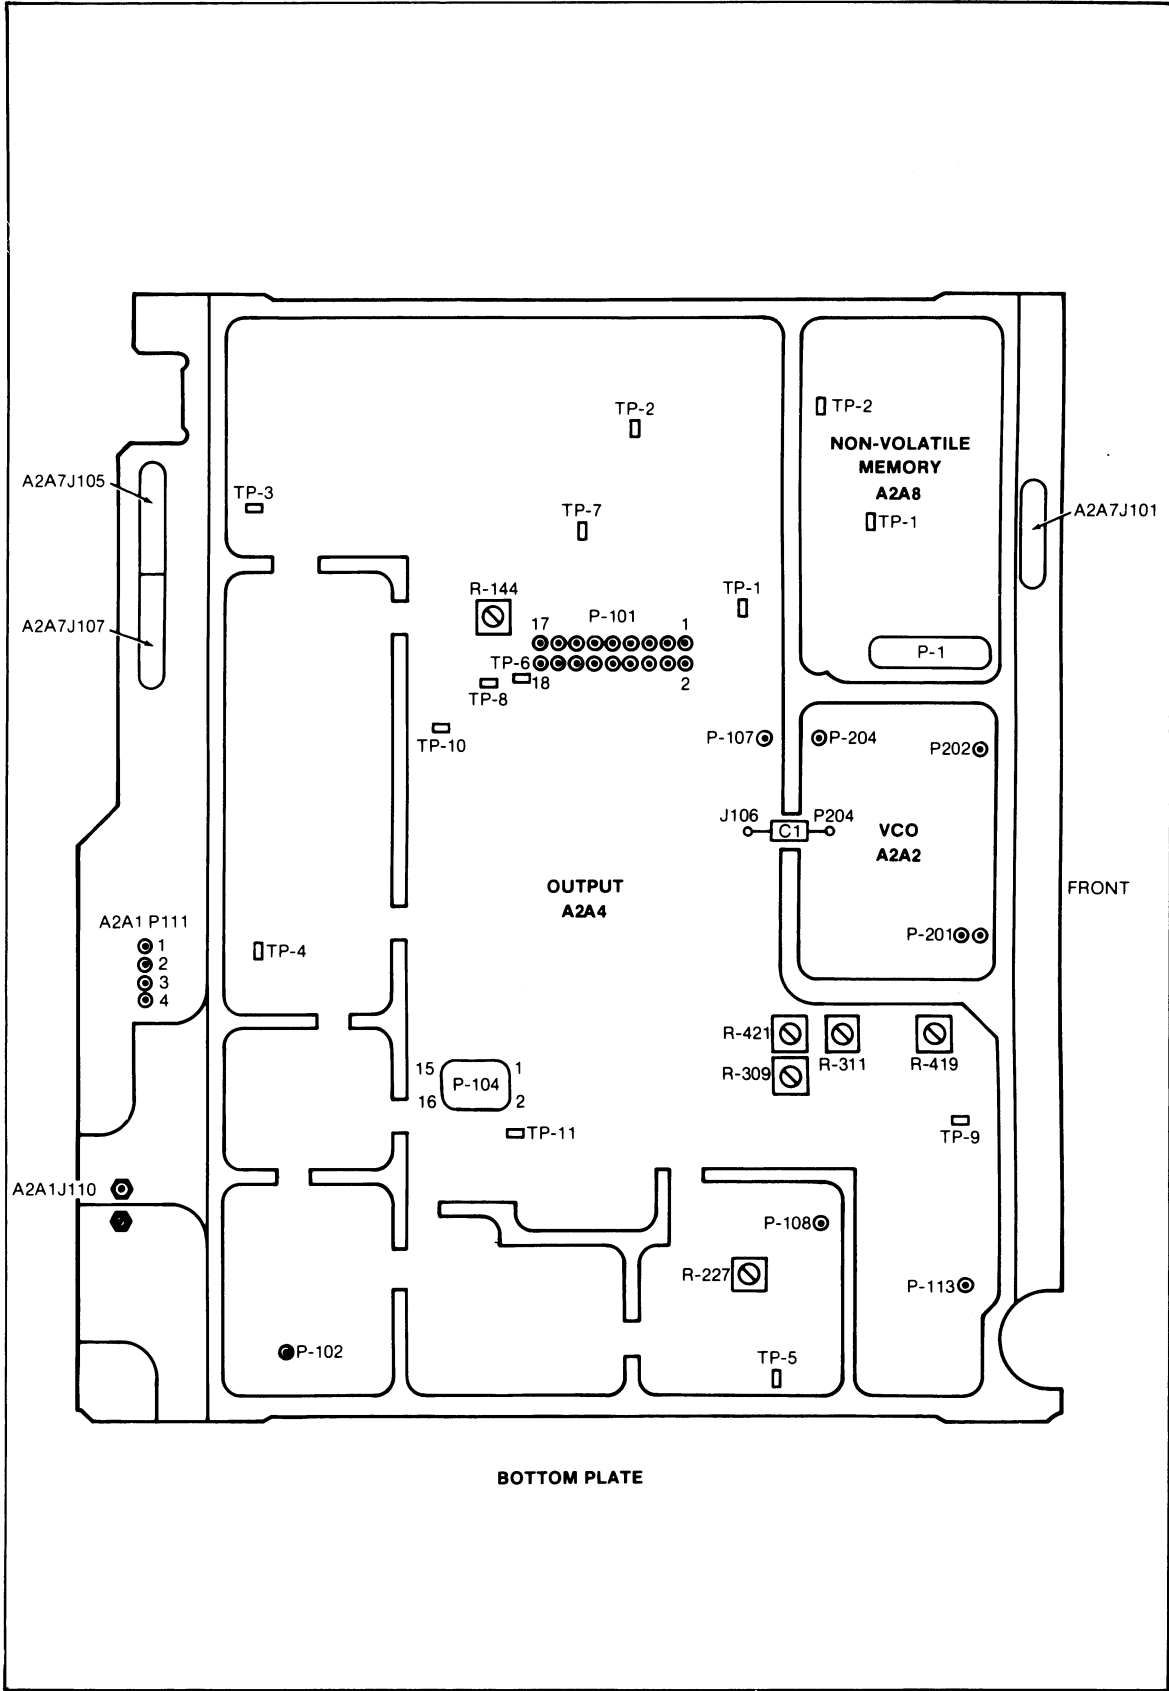 TP-2
TP-2
NON-VOLATILE
MEMORY
A2A8
A2A7J105
TP-3
TP-7
TP-1
A2A7J101
R-144
TP-1
17
P-101
1
A2A7J107
P-1
TP-6
18
2
TP-8
TP-10
P-107
P-204
P202
J106
C1
P204
VCO
A2A2
OUTPUT
A2A4
FRONT
A2A1 P111
1
2
3
4
TP-4
P-201
R-421
R-311
R-419
R-309
15
P-104
1
16
2
TP-11
TP-9
A2A1J110
P-108
R-227
P-113
P-102
TP-5
BOTTOM PLATE